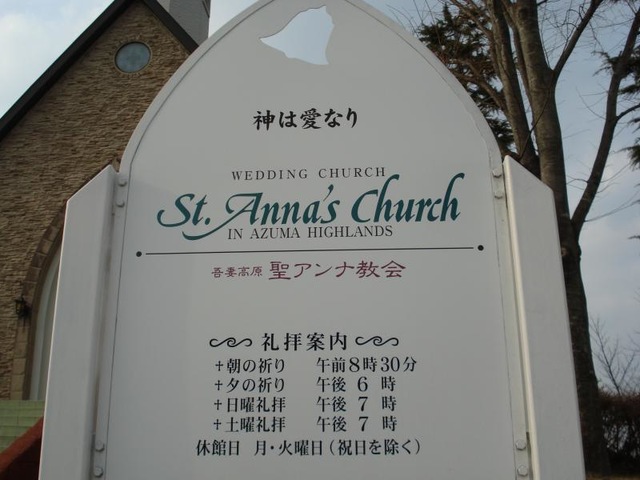 神は愛なり
WEDDING CHURCH
St. Anna's Church
IN AZUMA HIGHLANDS
吾妻高原 聖アンナ教会
礼拝案内
✝朝の祈り 午前8時30分
✝夕の祈り 午後 6 時
✝日曜礼拝 午後 7 時
✝土曜礼拝 午後 7 時
休館日 月・火曜日(祝日を除く)